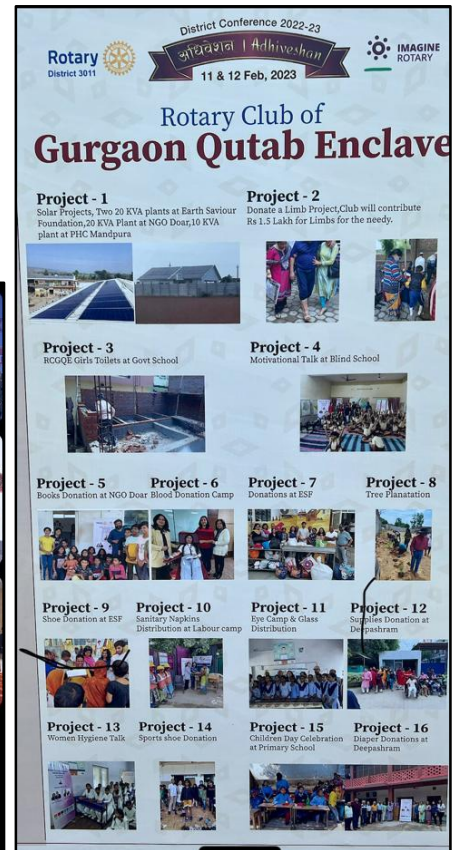 District Conference 2022-23
अधिवेशन | Adhiveshan
11 & 12 Feb, 2023
Rotary
District 3011
IMAGINE
ROTARY
Rotary Club of
Gurgaon Qutab Enclave
Project - 1
Solar Projects, Two 20 KVA plants at Earth Saviour
Foundation,20 KVA Plant at NGO Doar,10 KVA
plant at PHC Mandpura
Project - 2
Donate a Limb Project,Club will contribute
Rs 1.5 Lakh for Limbs for the needy.
Project - 3
RCGQE Girls Toilets at Govt School
Project - 4
Motivational Talk at Blind School
Project - 5
Books Donation at NGO Doar
Project - 6
Blood Donation Camp
Project - 7
Donations at ESF
Project - 8
Tree Planatation
Project - 9
Shoe Donation at ESF
Project - 10
Sanitary Napkins
Distribution at Labour camp
Project - 11
Eye Camp & Glass
Distribution
Project - 12
Supplies Donation at
Deepashram
Project - 13
Women Hygiene Talk
Project - 14
Sports shoe Donation
Project - 15
Children Day Celebration
at Primary School
Project - 16
Diaper Donations at
Deepashram